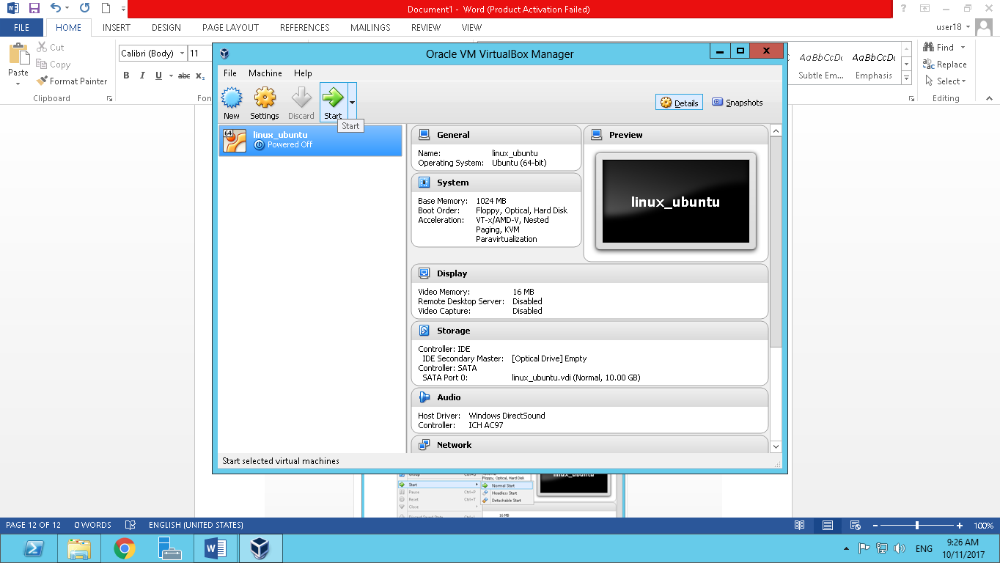 Document1 - Word (Product Activation Failed)
FILE HOME INSERT DESIGN PAGE LAYOUT REFERENCES MAILINGS REVIEW VIEW user18
Paste
Cut
Copy
Format Painter
Clipboard
Calibri (Body) 11
B I U abc X₂
Fon
AaBbCcDc AaBbCcDc
Subtle Em... Emphasis
Find
Replace
Select
Editing
Oracle VM VirtualBox Manager
File Machine Help
New Settings Discard Start
Start
Details Snapshots
64
linux_ubuntu
Powered Off
General
Name: linux_ubuntu
Operating System: Ubuntu (64-bit)
System
Base Memory: 1024 MB
Boot Order: Floppy, Optical, Hard Disk
Acceleration: VT-x/AMD-V, Nested
Paging, KVM
Paravirtualization
Preview
linux_ubuntu
Display
Video Memory: 16 MB
Remote Desktop Server: Disabled
Video Capture: Disabled
Storage
Controller: IDE
IDE Secondary Master: [Optical Drive] Empty
Controller: SATA
SATA Port 0: linux_ubuntu.vdi (Normal, 10.00 GB)
Audio
Host Driver: Windows DirectSound
Controller: ICH AC97
Network
Start selected virtual machines
Floppy, Optical, Hard Disk
Start
Normal Start
Pause Ctrl+P
Headless Start
Reset Ctrl+T
Detachable Start
Close
16 MB
PAGE 12 OF 12 0 WORDS ENGLISH (UNITED STATES) 100%
ENG
9:26 AM
10/11/2017